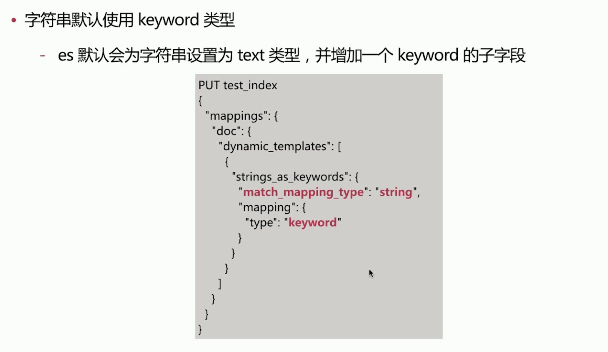 • 字符串默认使用 keyword 类型
- es 默认会为字符串设置为 text 类型，并增加一个 keyword 的子字段
PUT test_index
{
"mappings": {
"doc": {
"dynamic_templates": [
{
"strings_as_keywords": {
"match_mapping_type": "string",
"mapping": {
"type": "keyword"
}
}
}
]
}
}
}